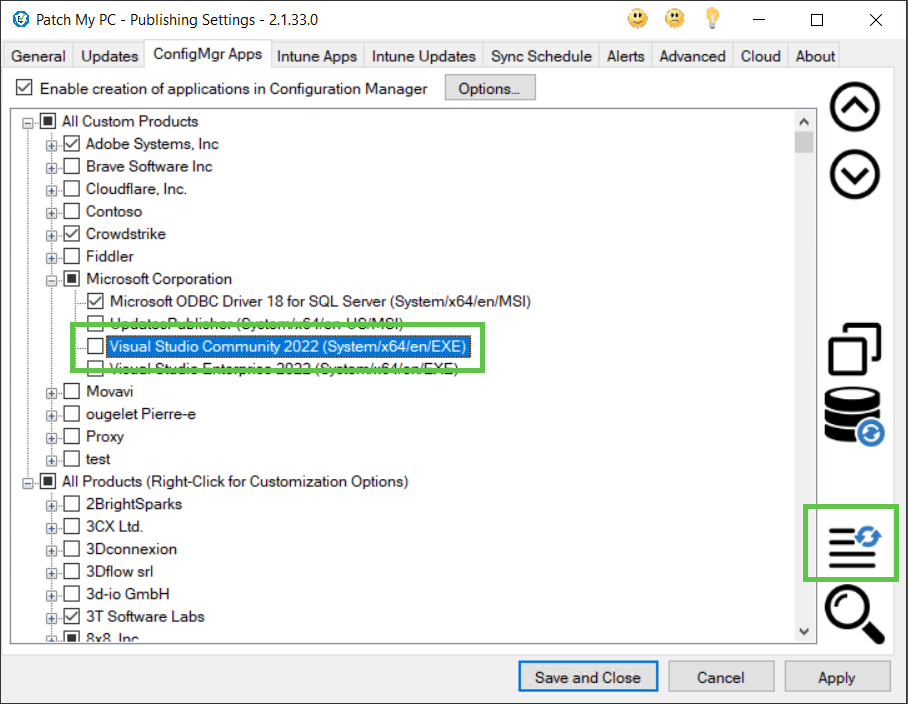 Patch My PC - Publishing Settings - 2.1.33.0
General Updates ConfigMgr Apps Intune Apps Intune Updates Sync Schedule Alerts Advanced Cloud About
Enable creation of applications in Configuration Manager Options...
All Custom Products
Adobe Systems, Inc
Brave Software Inc
Cloudflare, Inc.
Contoso
Crowdstrike
Fiddler
Microsoft Corporation
Microsoft ODBC Driver 18 for SQL Server (System/x64/en/MSI)
UpdatesPublisher (System/x64/en-US/MSI)
Visual Studio Community 2022 (System/x64/en/EXE)
Visual Studio Enterprise 2022 (System/x64/en/EXE)
Movavi
ougelet Pierre-e
Proxy
test
All Products (Right-Click for Customization Options)
2BrightSparks
3CX Ltd.
3Dconnexion
3Dflow srl
3d-io GmbH
3T Software Labs
8x8, Inc
Save and Close Cancel Apply